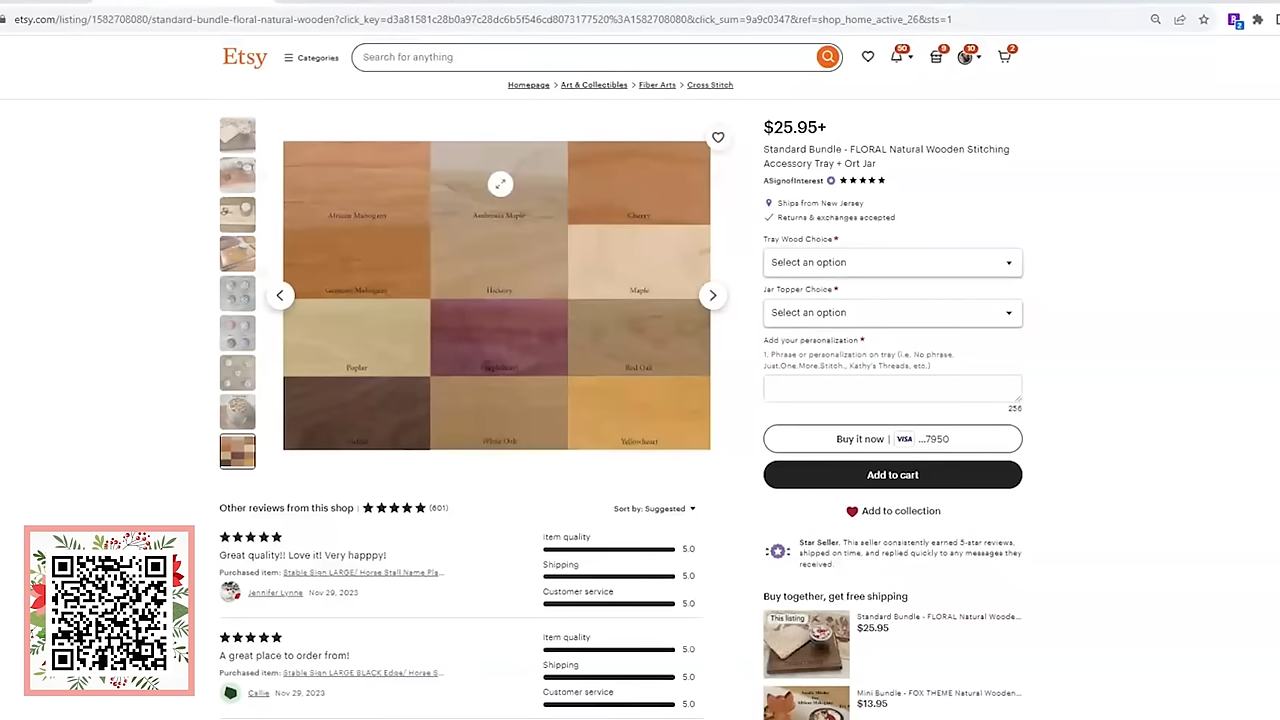 etsy.com/listing/1582708080/standard-bundle-floral-natural-wooden?click_key=d3a81581c28b0a97c28dc6b5f546cd8073177520%3A1582708080&click_sum=9a9c0347&ref=shop_home_active_26&sts=1
Etsy
Categories
Search for anything
50
9
10
2
Homepage > Art & Collectibles > Fiber Arts > Cross Stitch
African Mahogany
Ambrosia Maple
Cherry
Genuine Mahogany
Hickory
Maple
Poplar
Purpleheart
Red Oak
White Oak
Yellowheart
$25.95+
Standard Bundle - FLORAL Natural Wooden Stitching
Accessory Tray + Ort Jar
ASignofInterest ★★★★★
Ships from New Jersey
Returns & exchanges accepted
Tray Wood Choice *
Select an option
Jar Topper Choice *
Select an option
Add your personalization *
1. Phrase or personalization on tray (i.e. No phrase,
Just.One.More.Stitch., Kathy's Threads, etc.)
256
Buy it now | VISA ...7950
Add to cart
Add to collection
Star Seller. This seller consistently earned 5-star reviews,
shipped on time, and replied quickly to any messages they
received.
Buy together, get free shipping
This listing
Standard Bundle - FLORAL Natural Woode...
$25.95
Mini Bundle - FOX THEME Natural Wooden...
$13.95
Other reviews from this shop | ★★★★★ (601)
Sort by: Suggested
★★★★★
Great quality!! Love it! Very happpy!
Purchased item: Stable Sign LARGE/ Horse Stall Name Pla...
Jennifer Lynne Nov 29, 2023
Item quality
5.0
Shipping
5.0
Customer service
5.0
★★★★★
A great place to order from!
Purchased item: Stable Sign LARGE BLACK Edge/ Horse S...
Callie Nov 29, 2023
Item quality
5.0
Shipping
5.0
Customer service
5.0